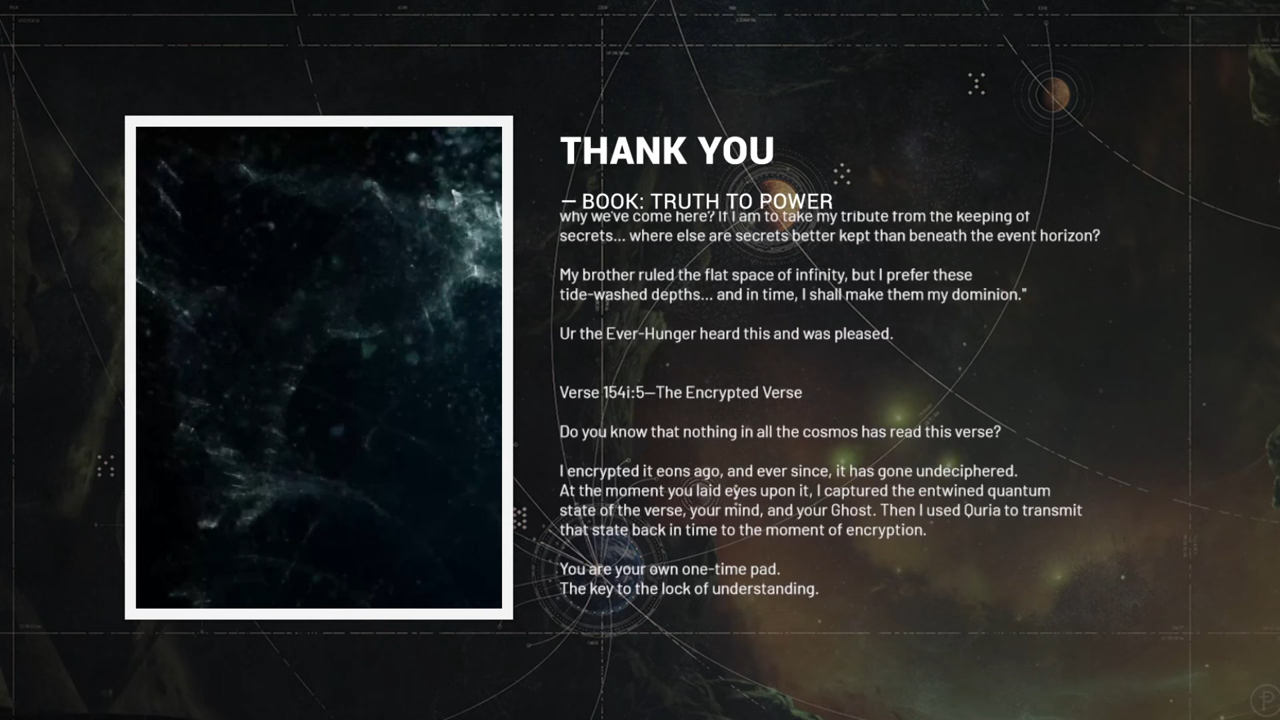 THANK YOU
— BOOK: TRUTH TO POWER
why we've come here? If I am to take my tribute from the keeping of
secrets... where else are secrets better kept than beneath the event horizon?
My brother ruled the flat space of infinity, but I prefer these
tide-washed depths... and in time, I shall make them my dominion."
Ur the Ever-Hunger heard this and was pleased.
Verse 154i:5—The Encrypted Verse
Do you know that nothing in all the cosmos has read this verse?
I encrypted it eons ago, and ever since, it has gone undeciphered.
At the moment you laid eyes upon it, I captured the entwined quantum
state of the verse, your mind, and your Ghost. Then I used Quria to transmit
that state back in time to the moment of encryption.
You are your own one-time pad.
The key to the lock of understanding.